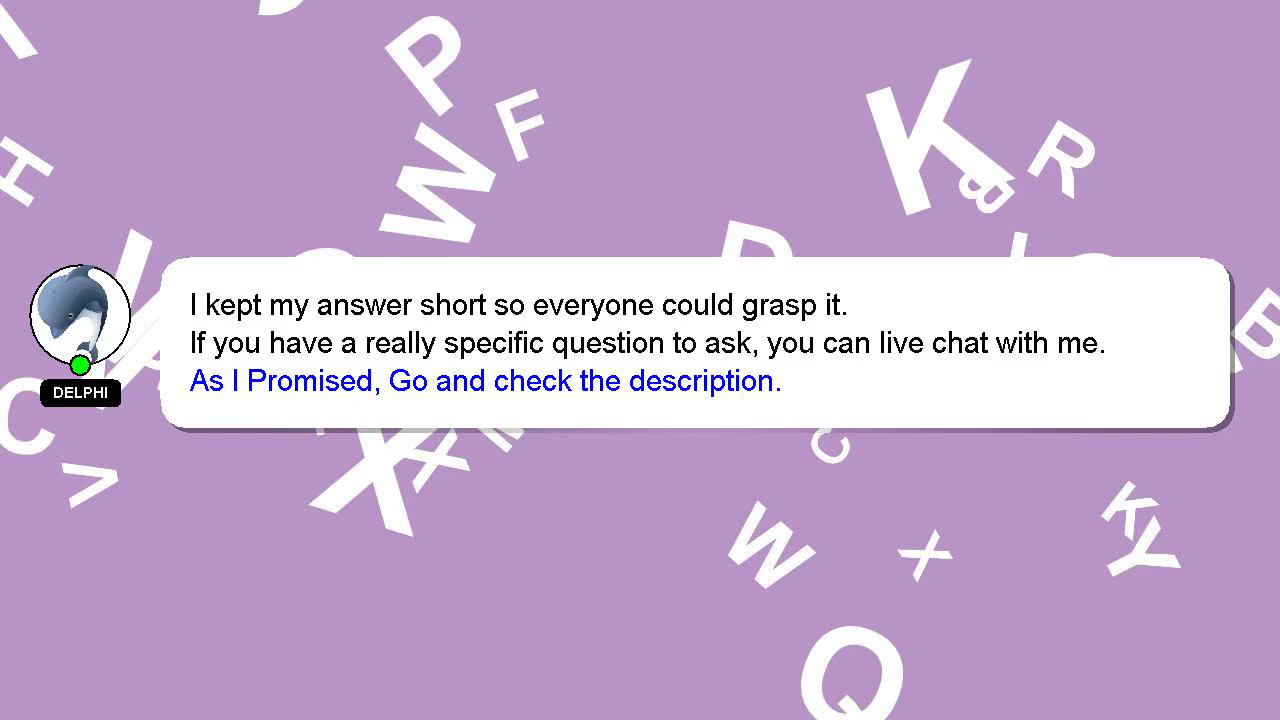 I kept my answer short so everyone could grasp it.
If you have a really specific question to ask, you can live chat with me.
As I Promised, Go and check the description.
DELPHI
P
F
W
K
R
B
H
D
C
V
X
X
C
W
X
K
Y
Q
B